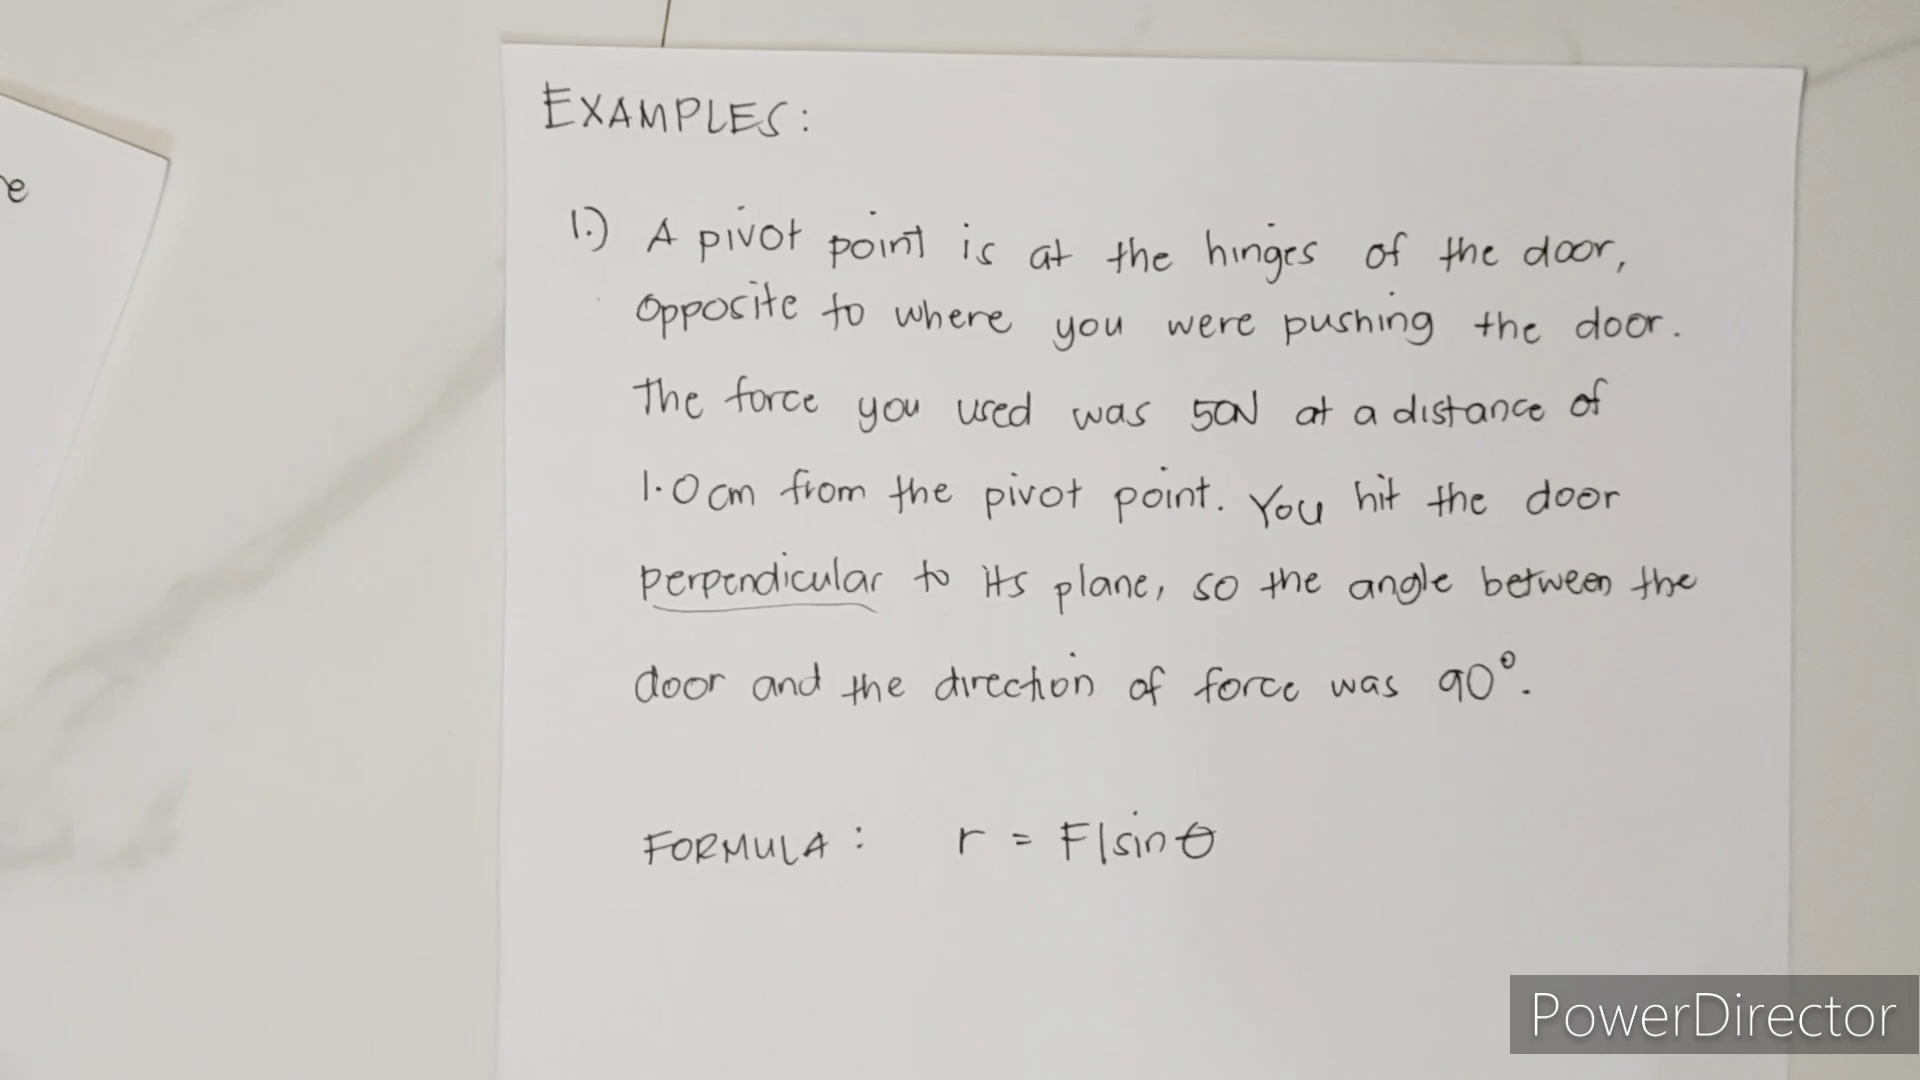 e
EXAMPLES:
1.) A pivot point is at the hinges of the door,
opposite to where you were pushing the door.
The force you used was 50N at a distance of
1.0cm from the pivot point. You hit the door
perpendicular to its plane, so the angle between the
door and the direction of force was 90°.
FORMULA: r = Flsinθ
PowerDirector